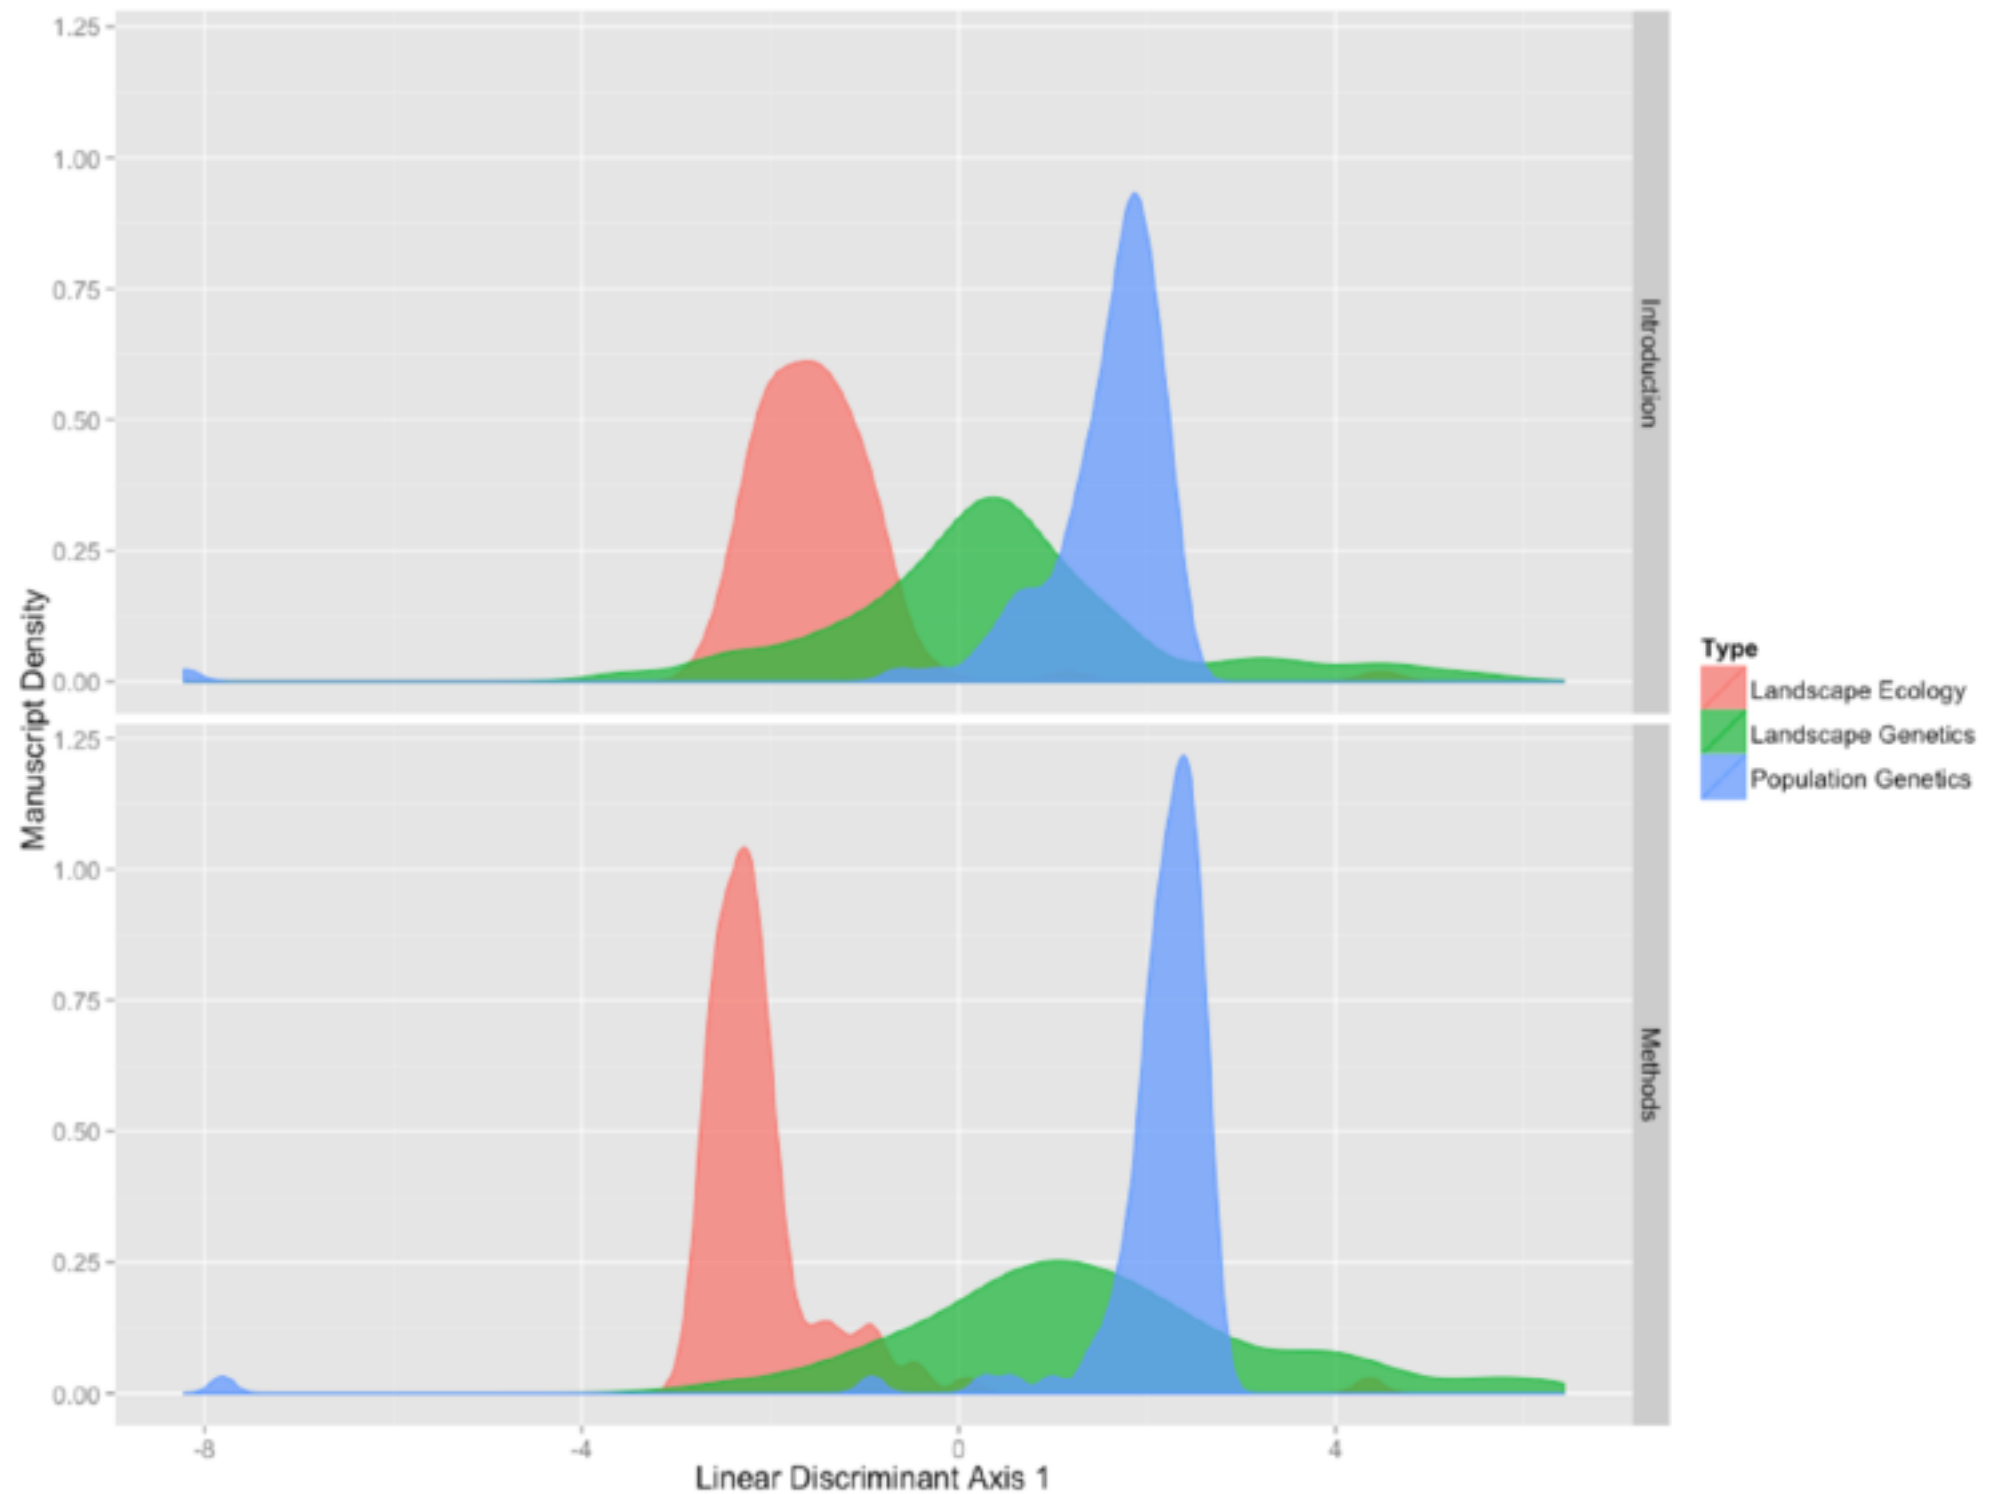 1.25
1.00
0.75
0.50
0.25
0.00
Introduction
1.25
1.00
0.75
0.50
0.25
0.00
Methods
Manuscript Density
-8
-4
0
4
Linear Discriminant Axis 1
Type
Landscape Ecology
Landscape Genetics
Population Genetics